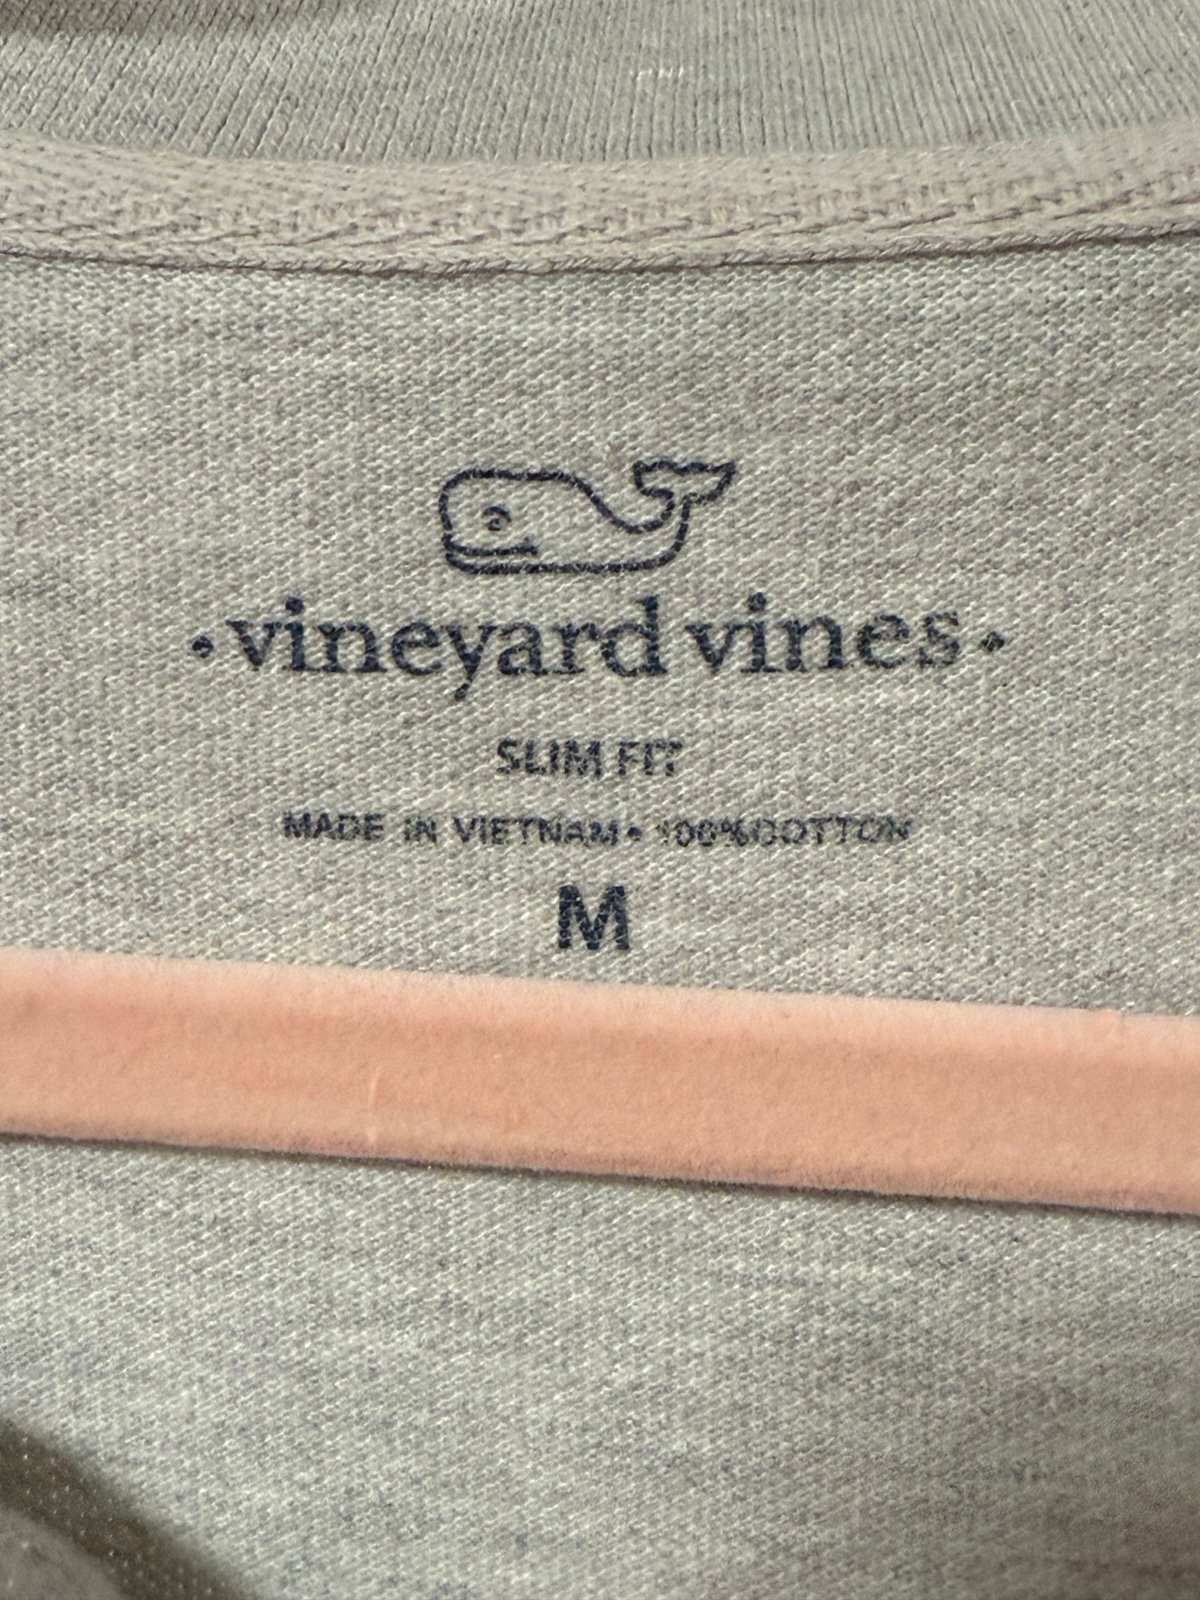 ·vineyard vines·
SLIM FIT
MADE IN VIETNAM • 100% COTTON
M